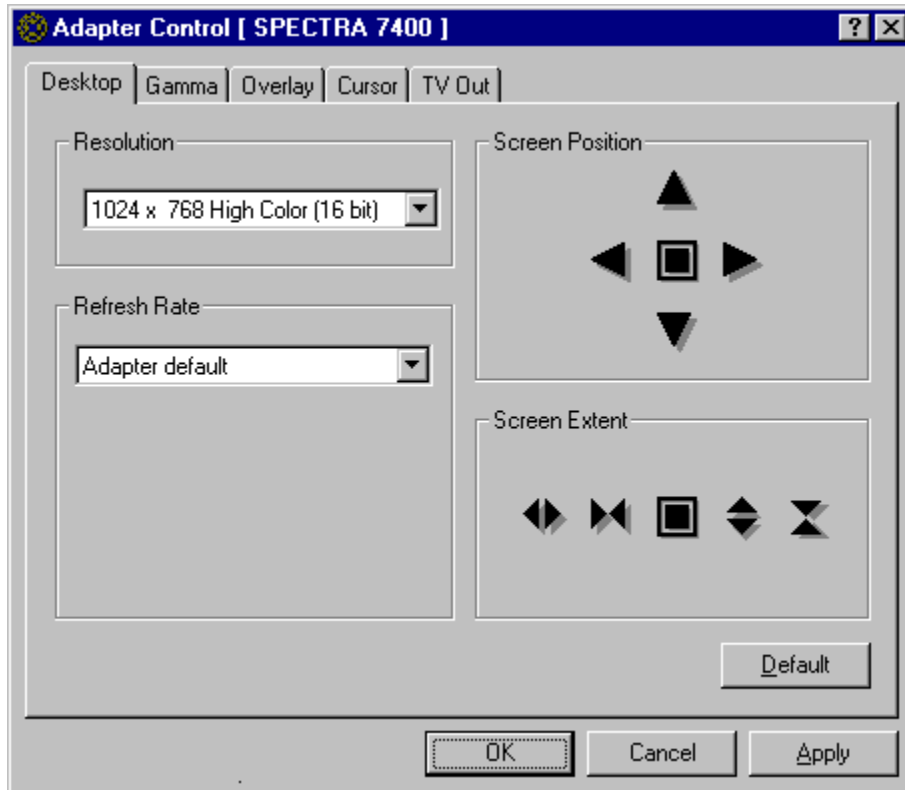 Adapter Control [ SPECTRA 7400 ]
Desktop Gamma Overlay Cursor TV Out
Resolution
1024 x  768 High Color (16 bit)
Screen Position
Refresh Rate
Adapter default
Screen Extent
Default
OK Cancel Apply